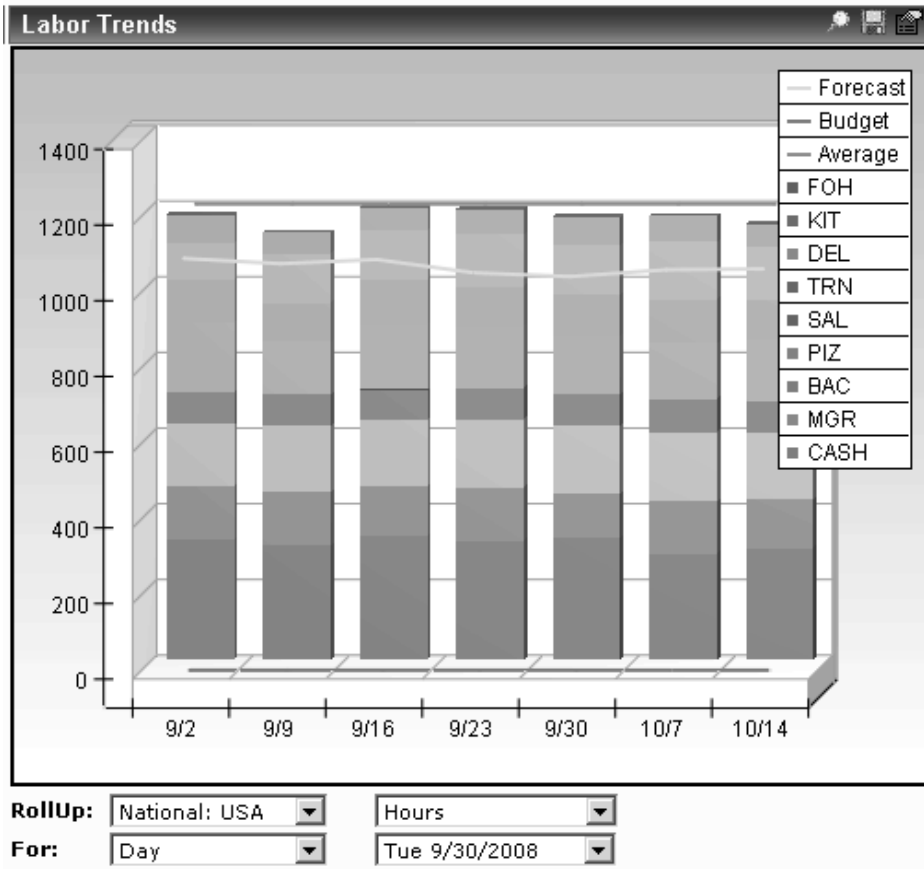 Labor Trends
Forecast
Budget
Average
FOH
KIT
DEL
TRN
SAL
PIZ
BAC
MGR
CASH
1400
1200
1000
800
600
400
200
0
9/2 9/9 9/16 9/23 9/30 10/7 10/14
RollUp: National: USA Hours
For: Day Tue 9/30/2008